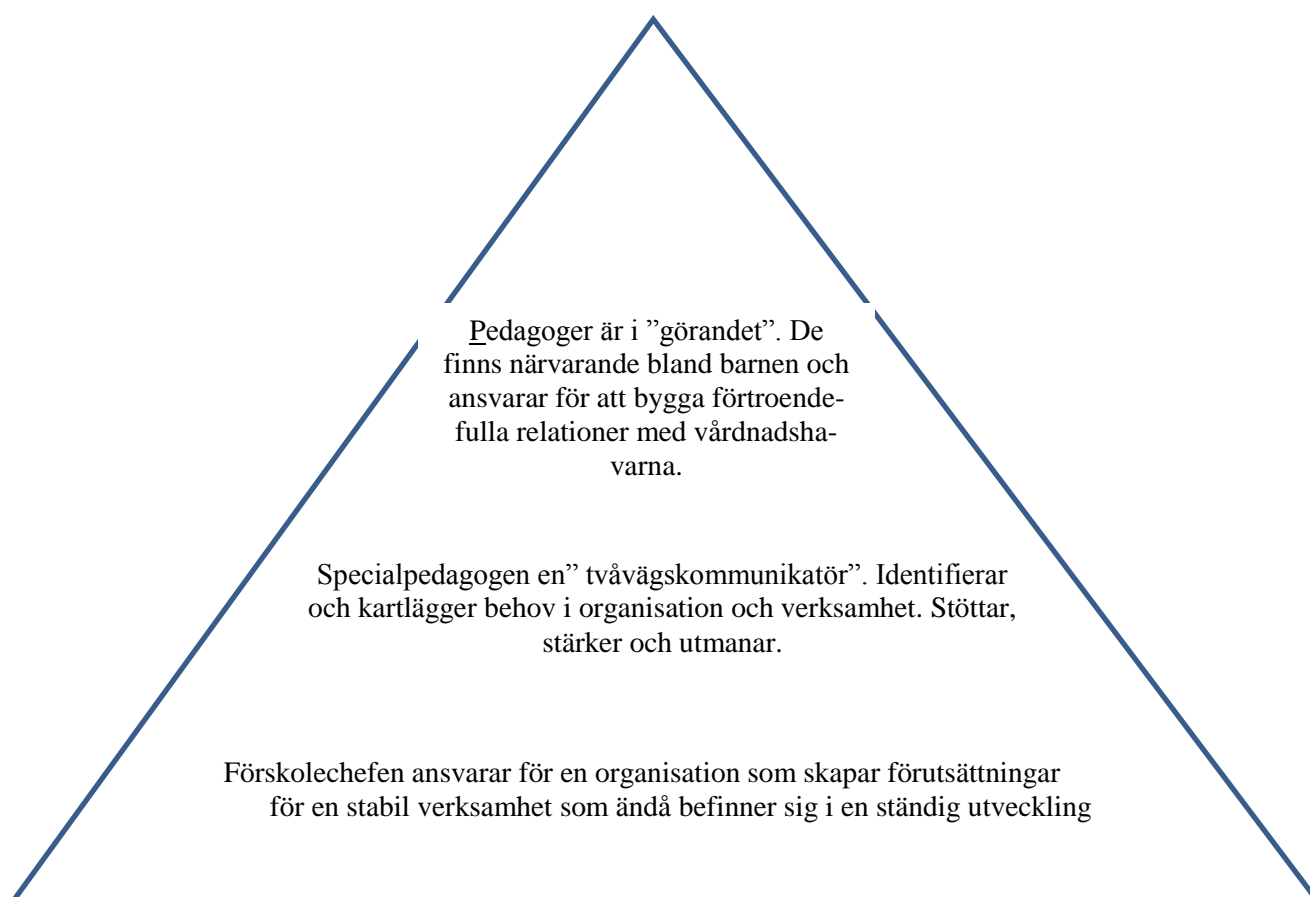 Pedagoger är i ”görandet”. De
finns närvarande bland barnen och
ansvarar för att bygga förtroende-
fulla relationer med vårdnadsha-
varna.
Specialpedagogen en” tvåvägskommunikatör”. Identifierar
och kartlägger behov i organisation och verksamhet. Stöttar,
stärker och utmanar.
Förskolechefen ansvarar för en organisation som skapar förutsättningar
för en stabil verksamhet som ändå befinner sig i en ständig utveckling